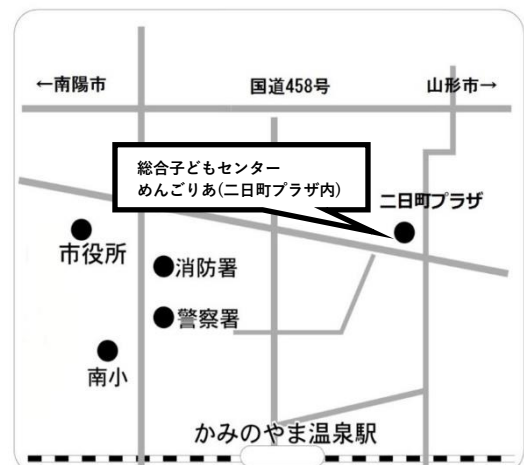 ←南陽市
国道458号
山形市→
総合子どもセンター
めんごりあ(二日町プラザ内)
二日町プラザ
市役所
消防署
警察署
南小
かみのやま温泉駅